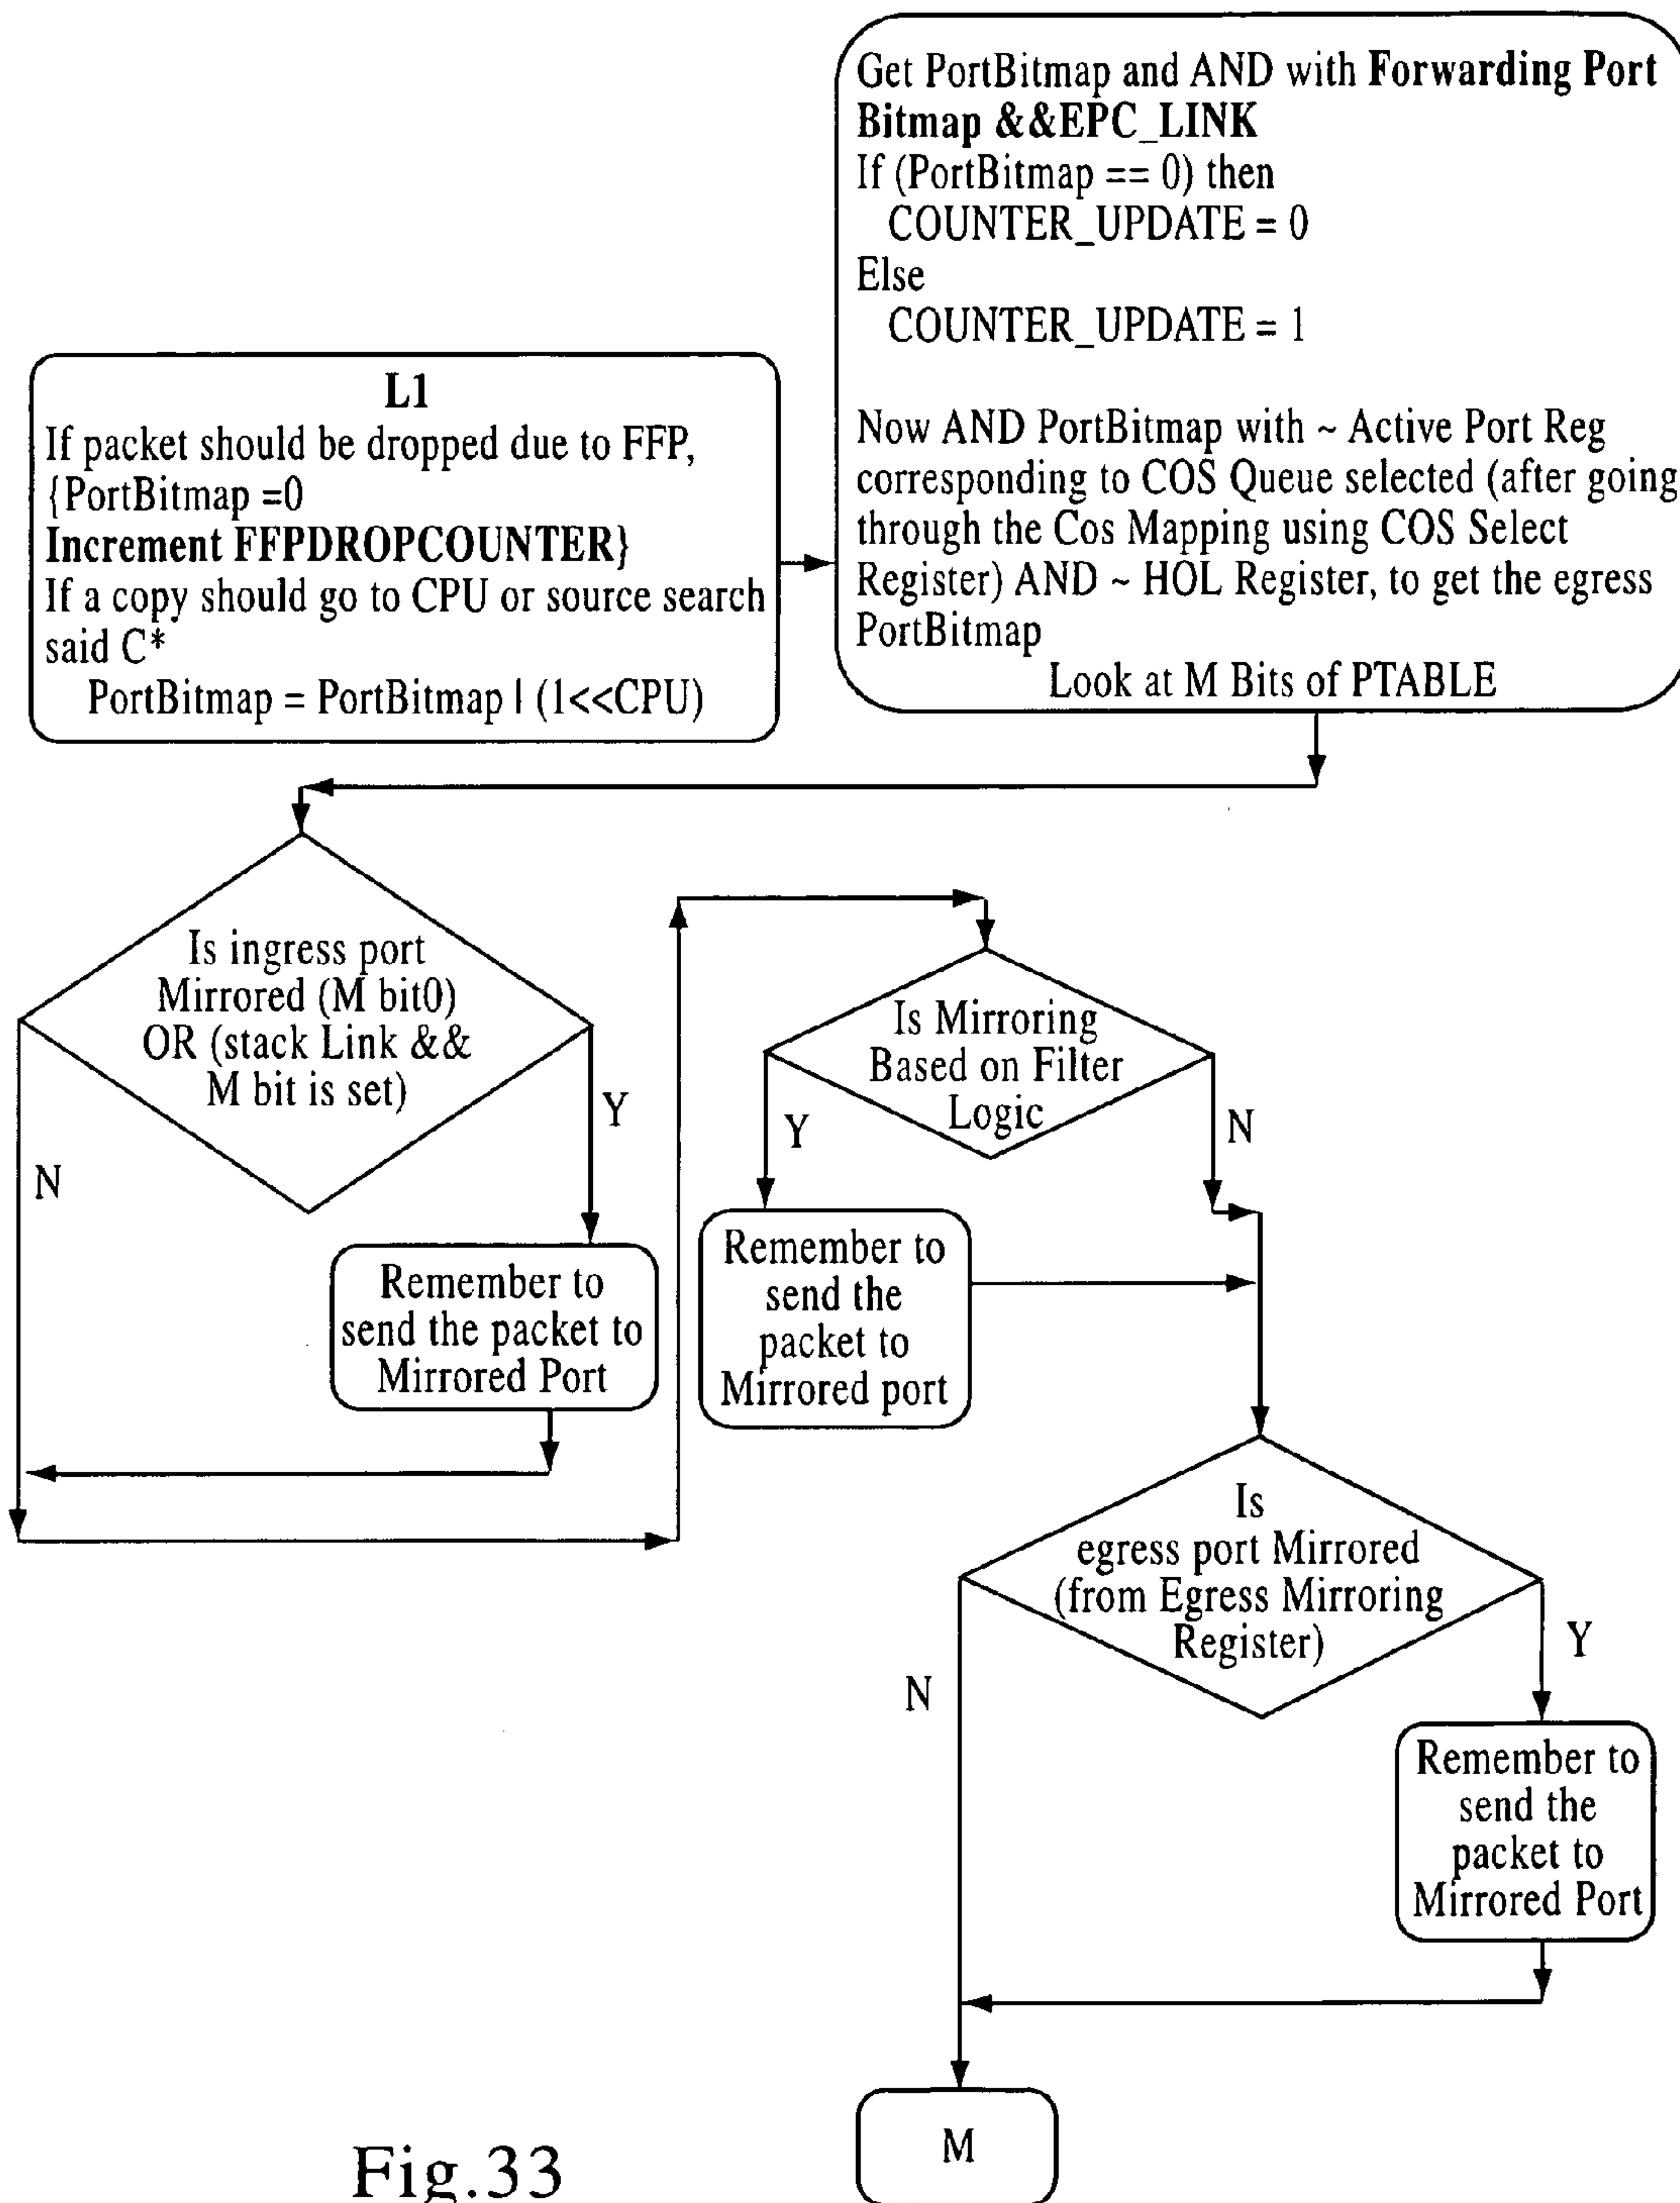 Get PortBitmap and AND with Forwarding Port
Bitmap &&EPC_LINK
If (PortBitmap == 0) then
COUNTER_UPDATE = 0
Else
COUNTER_UPDATE = 1
Now AND PortBitmap with ~ Active Port Reg
corresponding to COS Queue selected (after going
through the Cos Mapping using COS Select
Register) AND ~ HOL Register, to get the egress
PortBitmap
Look at M Bits of PTABLE
L1
If packet should be dropped due to FFP,
{PortBitmap =0
Increment FFPDROPCOUNTER}
If a copy should go to CPU or source search
said C*
PortBitmap = PortBitmap | (1<<CPU)
Is ingress port
Mirrored (M bit0)
OR (stack Link &&
M bit is set)
Y
N
Remember to
send the packet to
Mirrored Port
Is Mirroring
Based on Filter
Logic
Y
N
Remember to
send the
packet to
Mirrored port
Is
egress port Mirrored
(from Egress Mirroring
Register)
Y
N
Remember to
send the
packet to
Mirrored Port
M
Fig.33